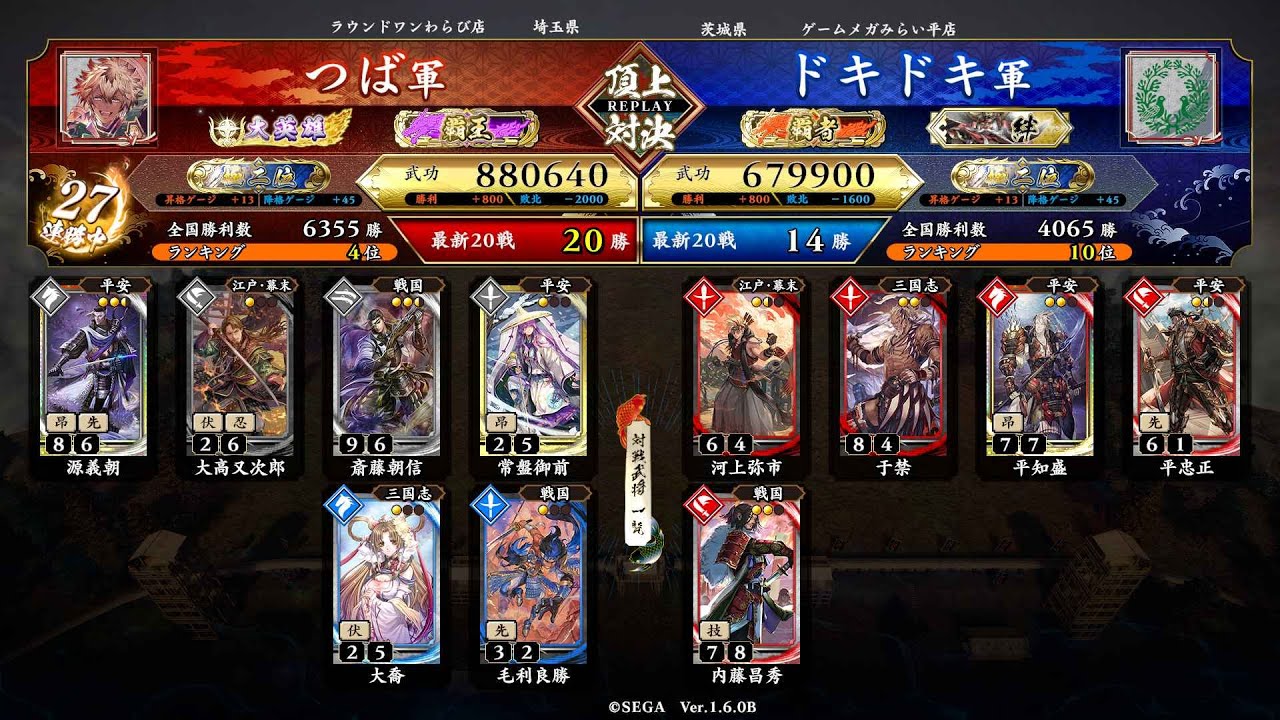 ラウンドワンわらび店 埼玉県
茨城県 ゲームメガみらい平店
つば軍
頂上
REPLAY
対決
ドキドキ軍
大英雄
覇王
覇者
絆
27
連勝中
二位
武功 880640
勝利 +800 敗北 -2000
昇格ゲージ +13 降格ゲージ +45
武功 679900
勝利 +800 敗北 -1600
二位
昇格ゲージ +13 降格ゲージ +45
全国勝利数 6355勝
ランキング 4位
最新20戦 20勝
最新20戦 14勝
全国勝利数 4065勝
ランキング 10位
平安
昂 先
8 6
源義朝
江戸・幕末
伏 忍
2 6
大高又次郎
戦国
9 6
斎藤朝信
平安
昂
2 5
常盤御前
江戸・幕末
6 4
河上弥市
三国志
8 4
于禁
平安
昂
7 7
平知盛
平安
先
6 1
平忠正
対戦武将一覧
三国志
伏
2 5
大喬
戦国
先
3 2
毛利良勝
戦国
技
7 8
内藤昌秀
©SEGA Ver.1.6.0B